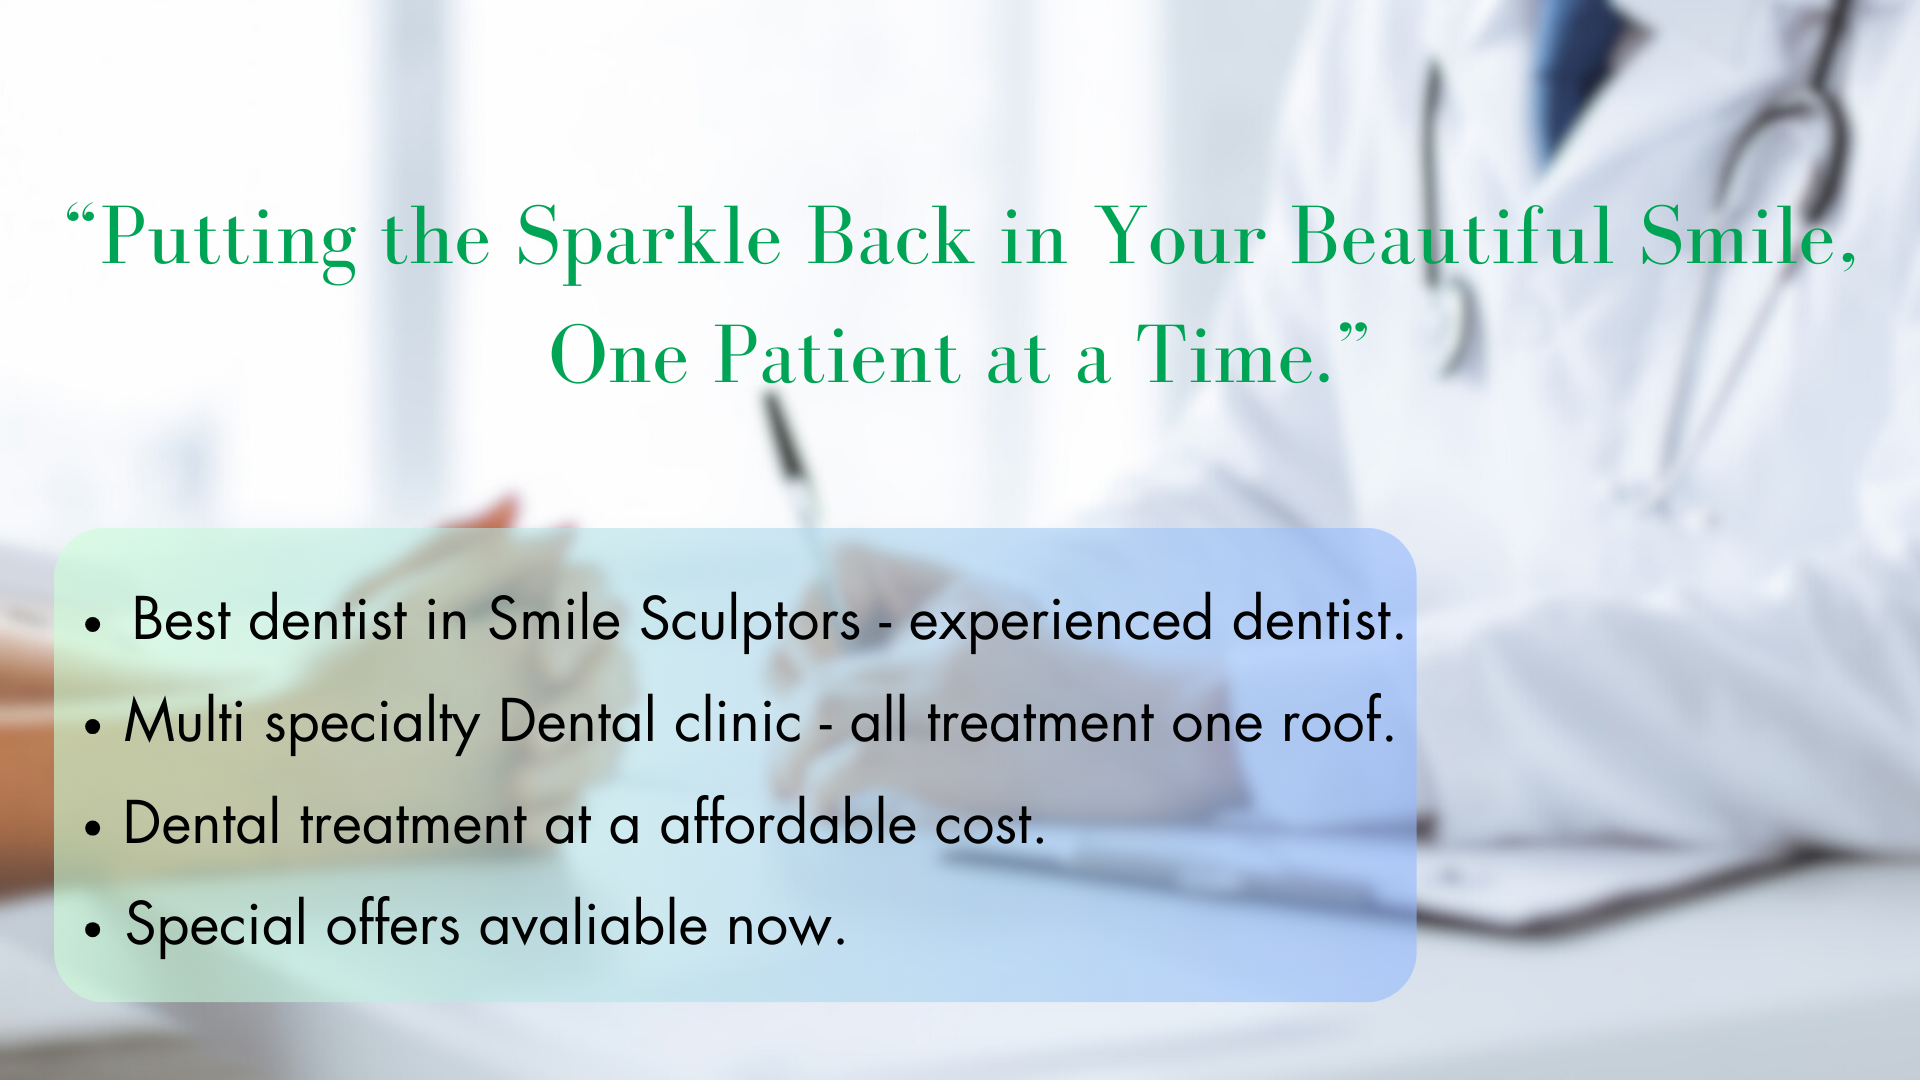 “Putting the Sparkle Back in Your Beautiful Smile,
One Patient at a Time.”
• Best dentist in Smile Sculptors - experienced dentist.
• Multi specialty Dental clinic - all treatment one roof.
• Dental treatment at a affordable cost.
• Special offers avaliable now.